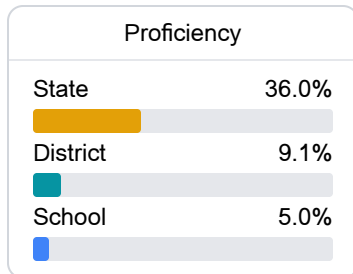 Proficiency
State 36.0%
District 9.1%
School 5.0%